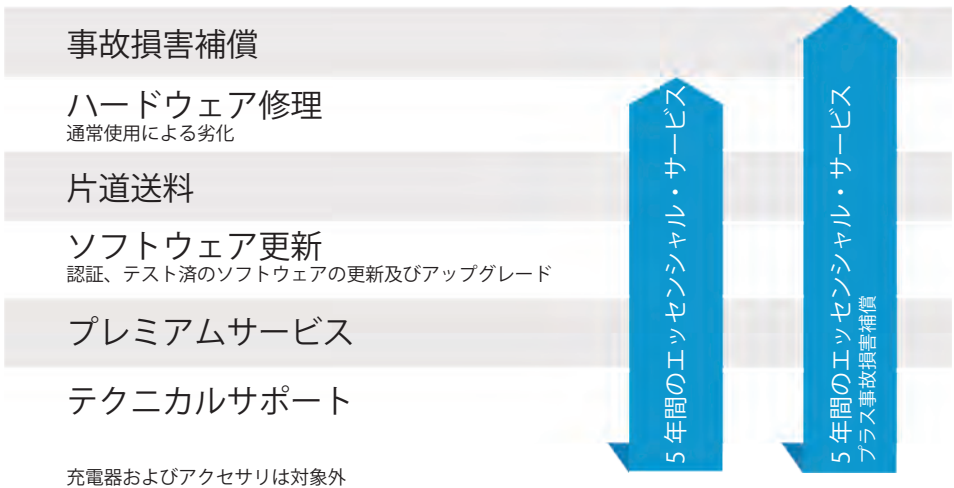 事故損害補償
ハードウェア修理
通常使用による劣化
片道送料
ソフトウェア更新
認証、テスト済のソフトウェアの更新及びアップグレード
プレミアムサービス
テクニカルサポート
充電器およびアクセサリは対象外
5 年間のエッセンシャル・サービス
5 年間のエッセンシャル・サービス
プラス事故損害補償